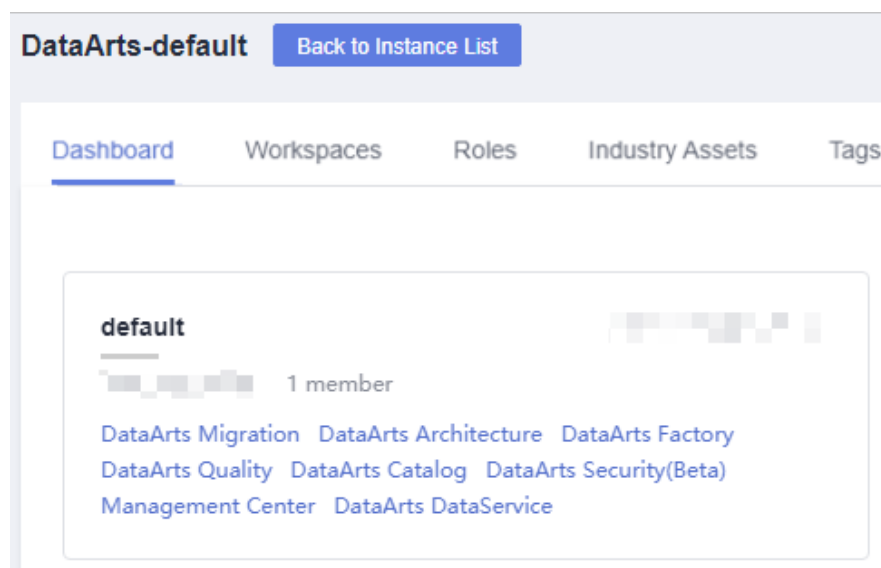 DataArts-default Back to Instance List
Dashboard Workspaces Roles Industry Assets Tags
default
1 member
DataArts Migration DataArts Architecture DataArts Factory
DataArts Quality DataArts Catalog DataArts Security(Beta)
Management Center DataArts DataService